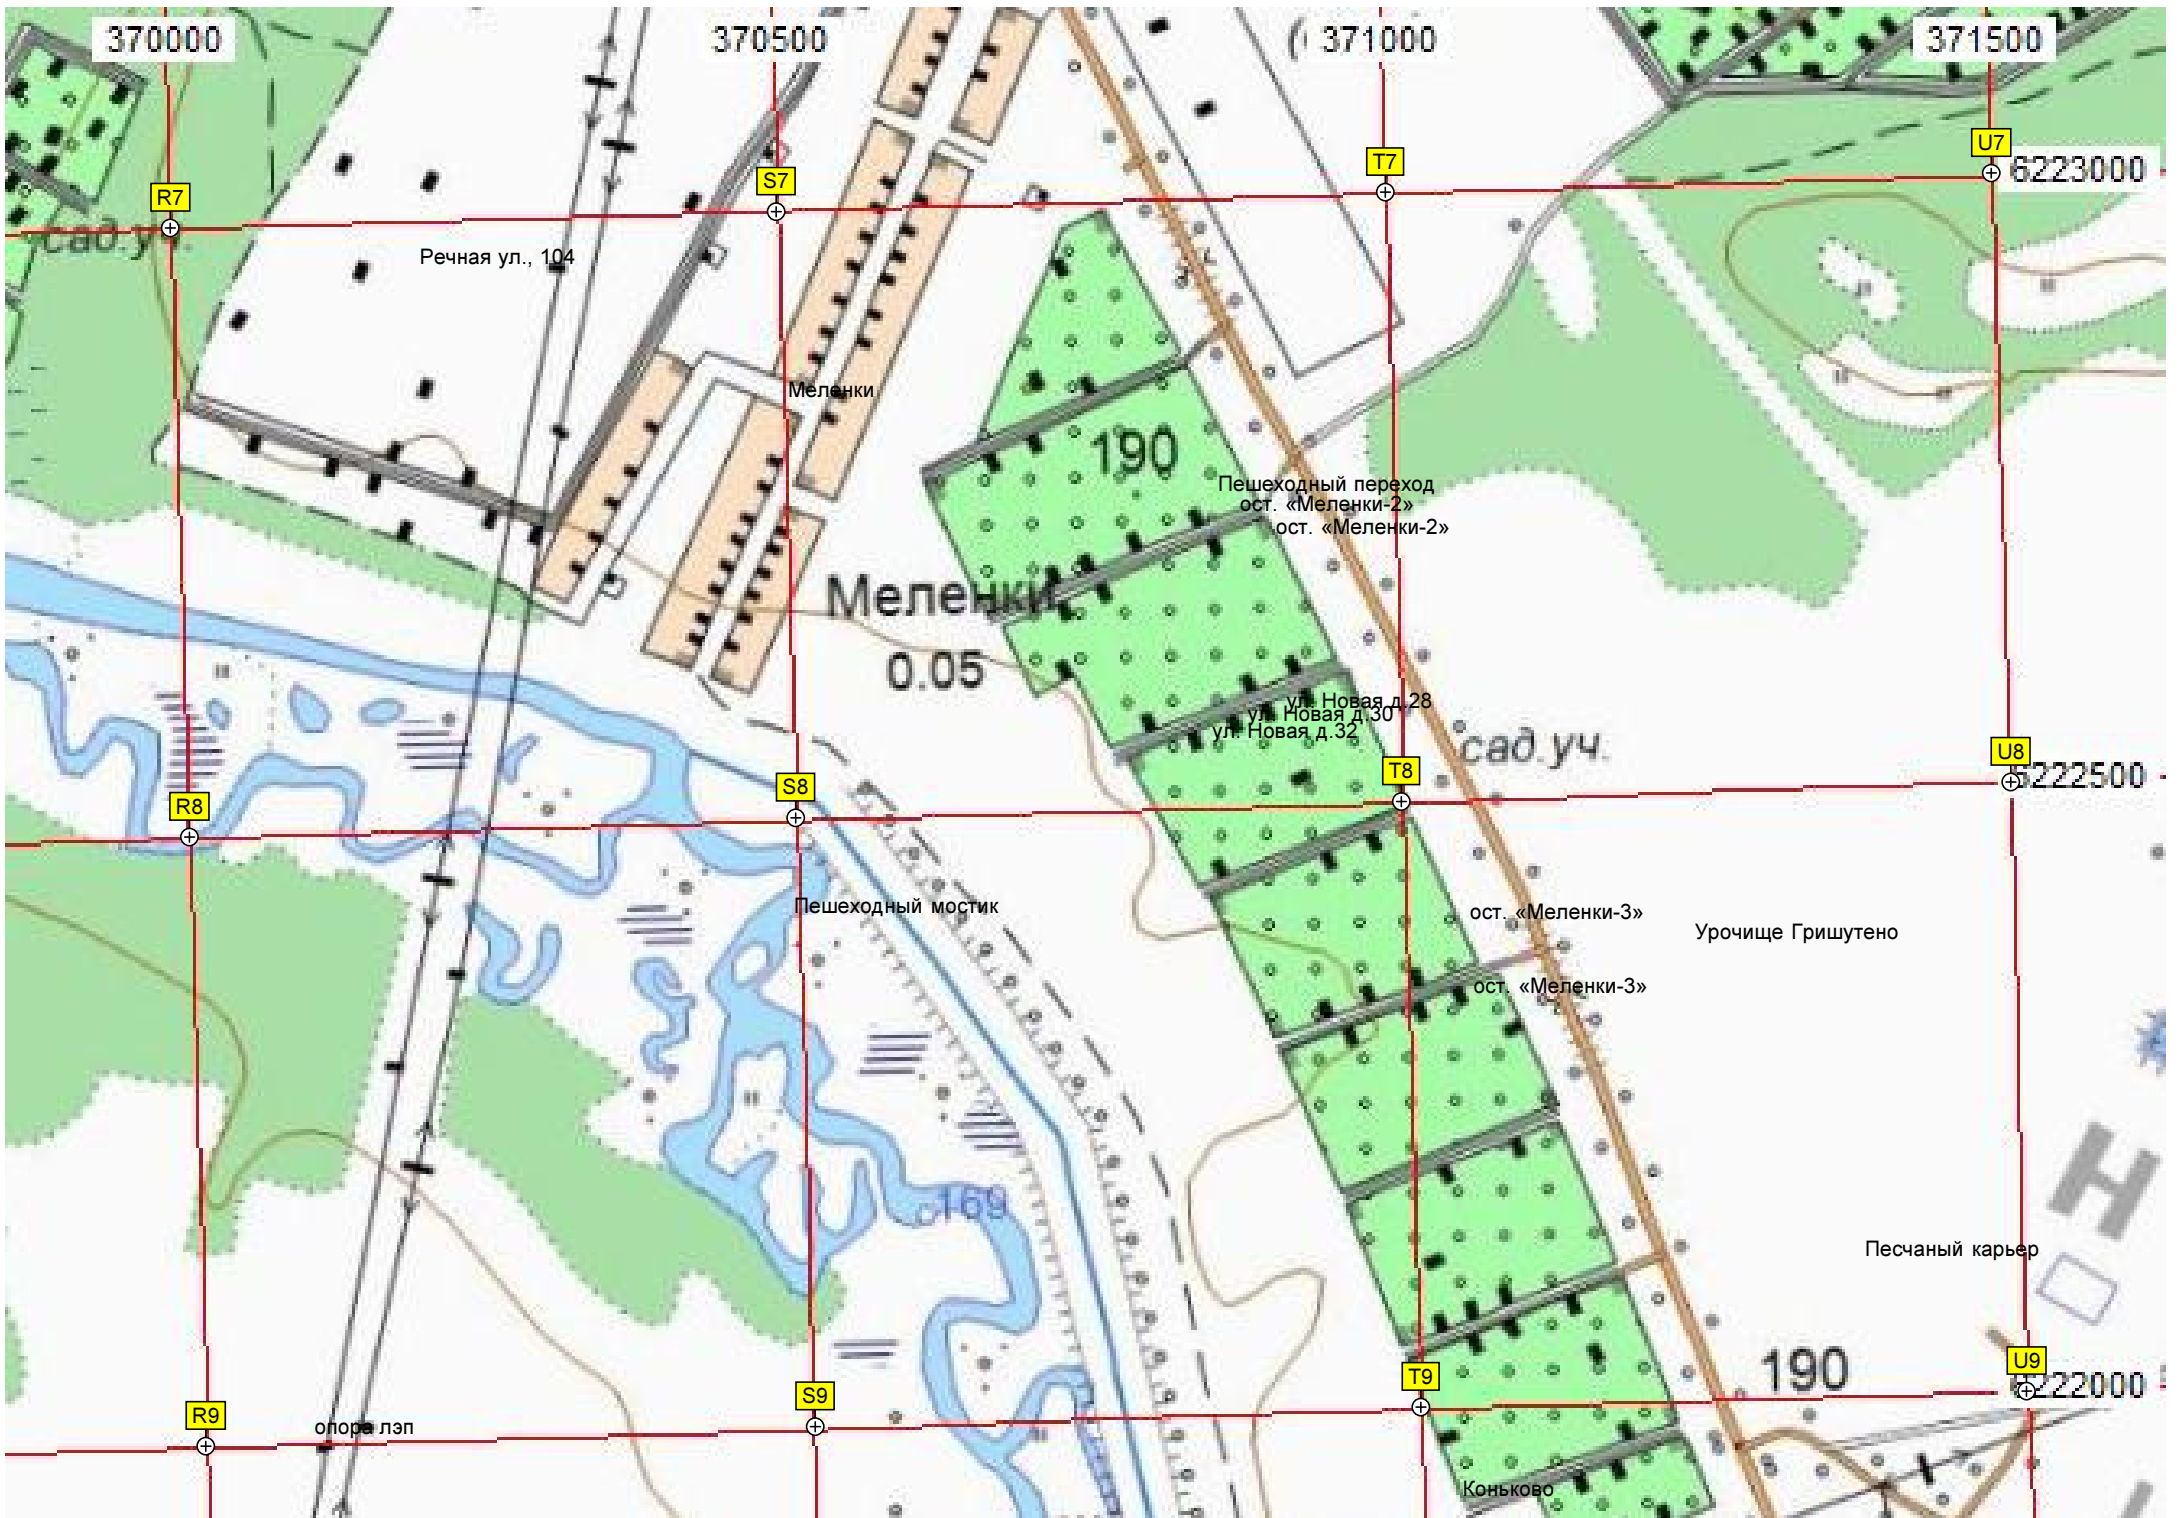 370000
370500
371000
371500
U7
T7
6223000
S7
R7
сад.уч.
Речная ул., 104
Меленки
190
Пешеходный переход
ост. «Меленки-2»
ост. «Меленки-2»
Меленки
0.05
ул. Новая д.28
ул. Новая д.30
ул. Новая д.32
сад.уч.
U8
T8
6222500
S8
R8
Пешеходный мостик
ост. «Меленки-3»
Урочище Гришутено
ост. «Меленки-3»
169
Песчаный карьер
190
U9
T9
6222000
S9
R9
опора лэп
Коньково